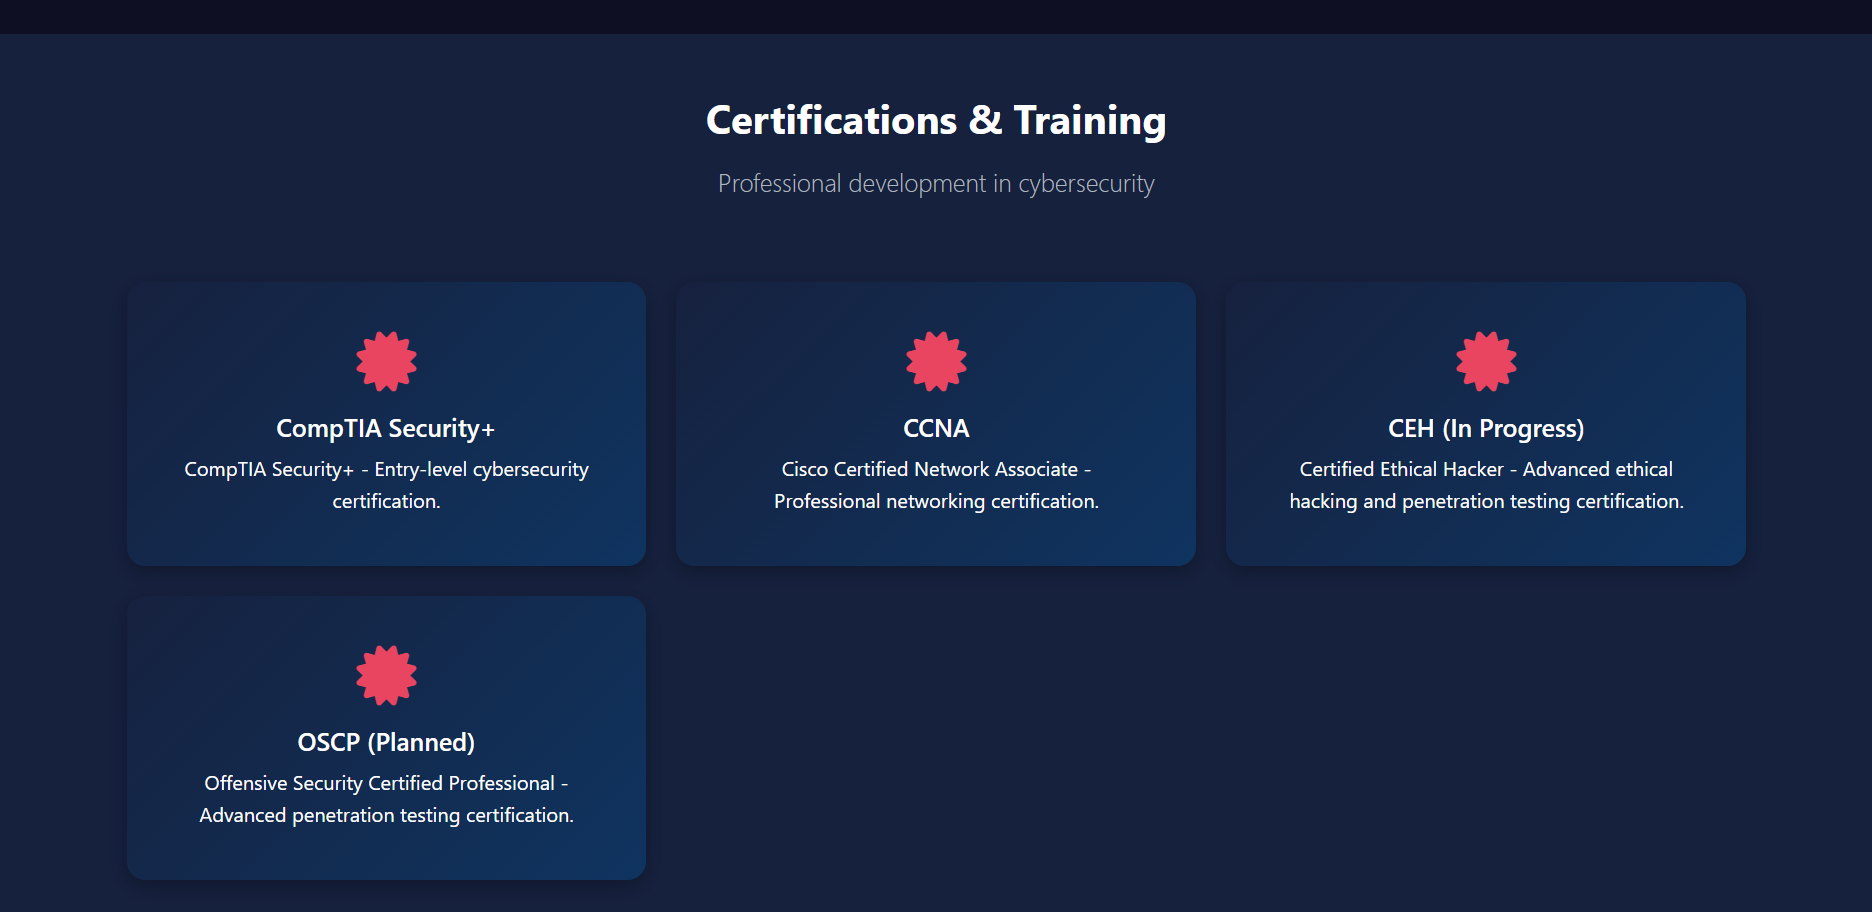 Certifications & Training
Professional development in cybersecurity
CompTIA Security+
CompTIA Security+ - Entry-level cybersecurity
certification.
CCNA
Cisco Certified Network Associate -
Professional networking certification.
CEH (In Progress)
Certified Ethical Hacker - Advanced ethical
hacking and penetration testing certification.
OSCP (Planned)
Offensive Security Certified Professional -
Advanced penetration testing certification.